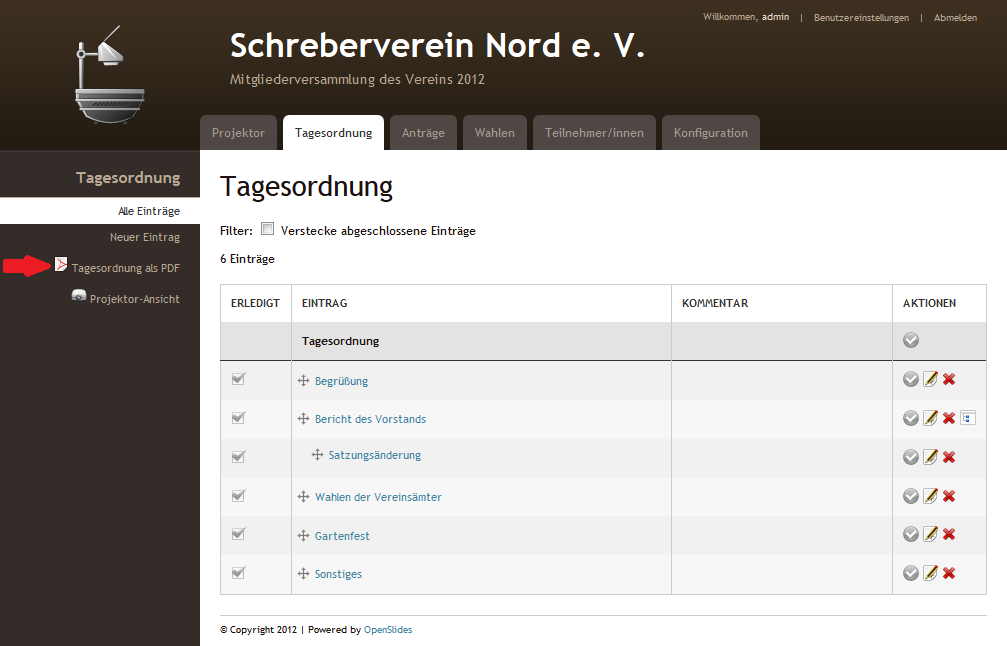 Willkommen, admin | Benutzereinstellungen | Abmelden
Schreberverein Nord e. V.
Mitgliederversammlung des Vereins 2012
Projektor Tagesordnung Anträge Wahlen Teilnehmer/innen Konfiguration
Tagesordnung
Alle Einträge
Neuer Eintrag
Tagesordnung als PDF
Projektor-Ansicht
Tagesordnung
Filter: Verstecke abgeschlossene Einträge
6 Einträge
ERLEDIGT EINTRAG KOMMENTAR AKTIONEN
Tagesordnung
Begrüßung
Bericht des Vorstands
Satzungsänderung
Wahlen der Vereinsämter
Gartenfest
Sonstiges
© Copyright 2012 | Powered by OpenSlides